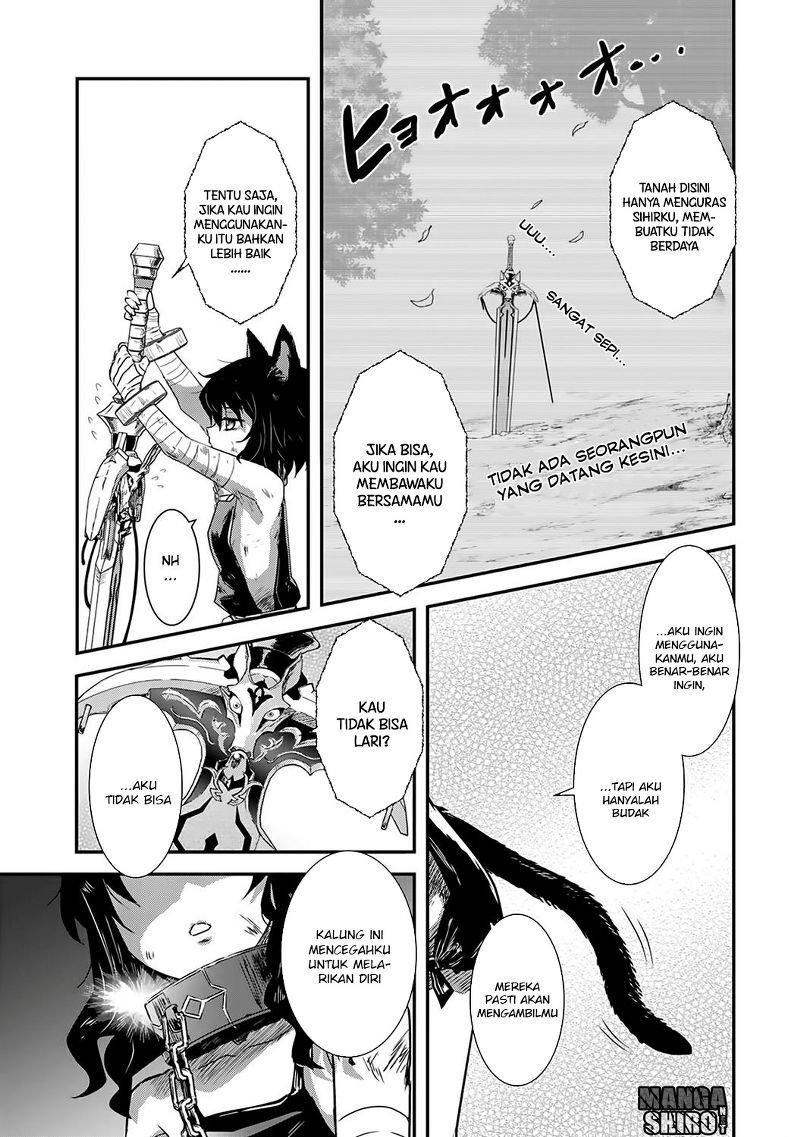 ヒョオオオオ...
TANAH DISINI
HANYA MENGURAS
SIHIRKU, MEM-
BUATKU TIDAK
BERDAYA
UUU....
SANGAT SEPI...
TIDAK ADA SEORANGPUN
YANG DATANG KESINI...
JIKA BISA,
AKU INGIN KAU
MEMBAWAKU
BERSAMAMU
...
TENTU SAJA,
JIKA KAU INGIN
MENGGUNAKAN-
KU ITU BAHKAN
LEBIH BAIK
......
NH
...
...AKU INGIN
MENGGUNA-
KANMU, AKU
BENAR-BENAR
INGIN,
...TAPI AKU
HANYALAH
BUDAK
MEREKA
PASTI AKAN
MENGAMBILMU
KAU
TIDAK BISA
LARI?
...AKU
TIDAK BISA
KALUNG INI
MENCEGAHKU
UNTUK MELA-
RIKAN DIRI
MANGA
SHIRO
NET